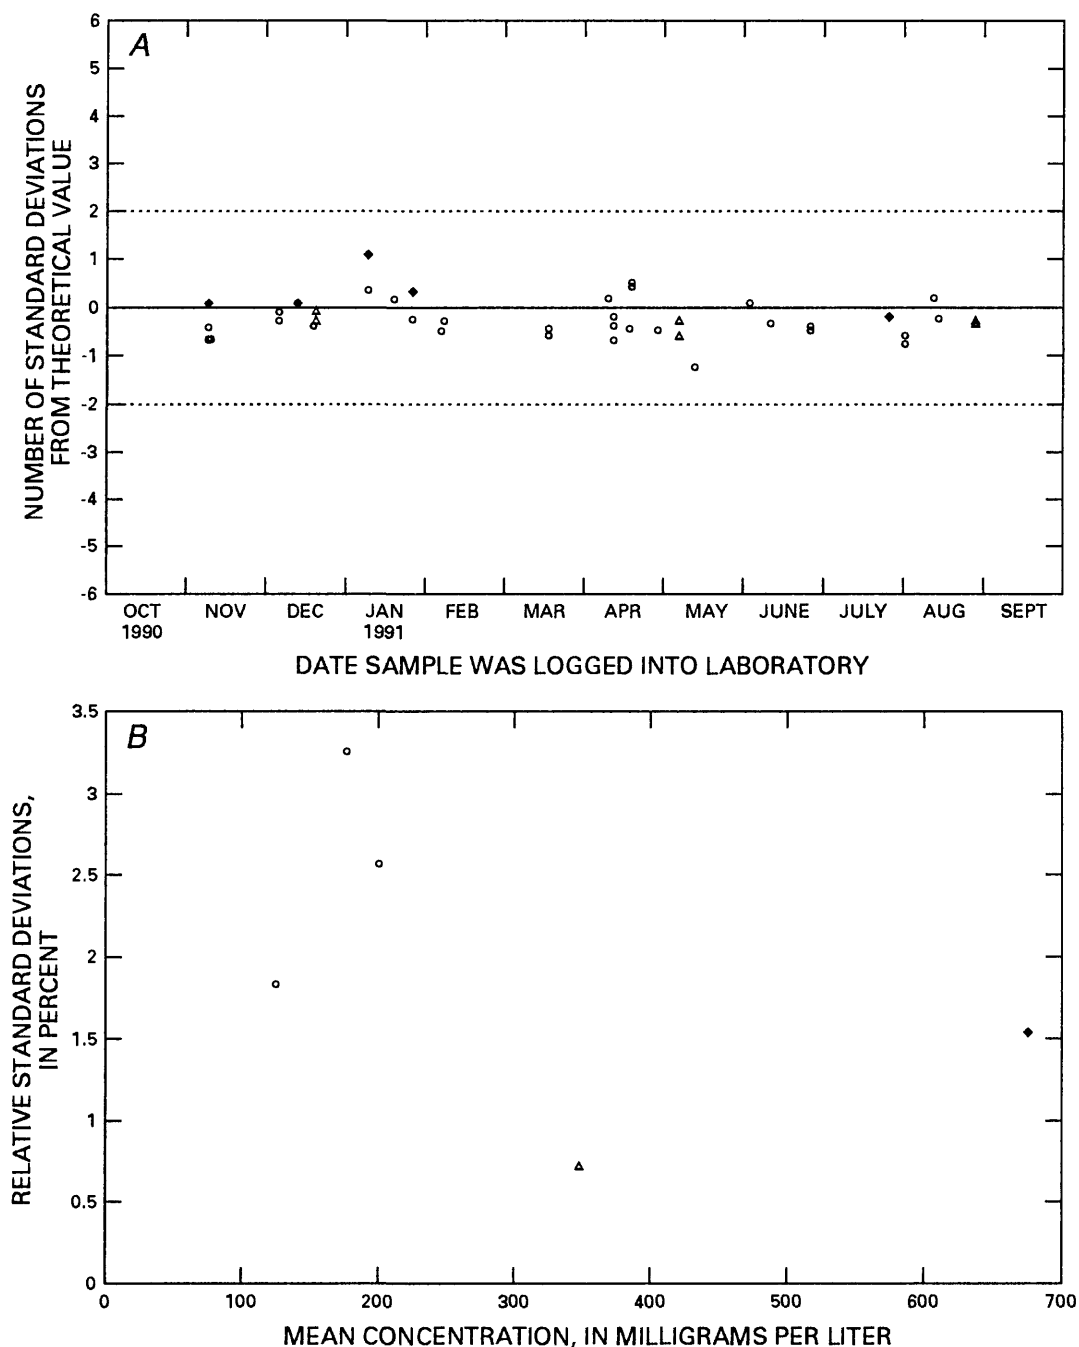 A
NUMBER OF STANDARD DEVIATIONS
FROM THEORETICAL VALUE
6
5
4
3
2
1
0
-1
-2
-3
-4
-5
-6
OCT NOV DEC JAN FEB MAR APR MAY JUNE JULY AUG SEPT
1990 1991
DATE SAMPLE WAS LOGGED INTO LABORATORY
B
RELATIVE STANDARD DEVIATIONS,
IN PERCENT
3.5
3
2.5
2
1.5
1
0.5
0
0 100 200 300 400 500 600 700
MEAN CONCENTRATION, IN MILLIGRAMS PER LITER